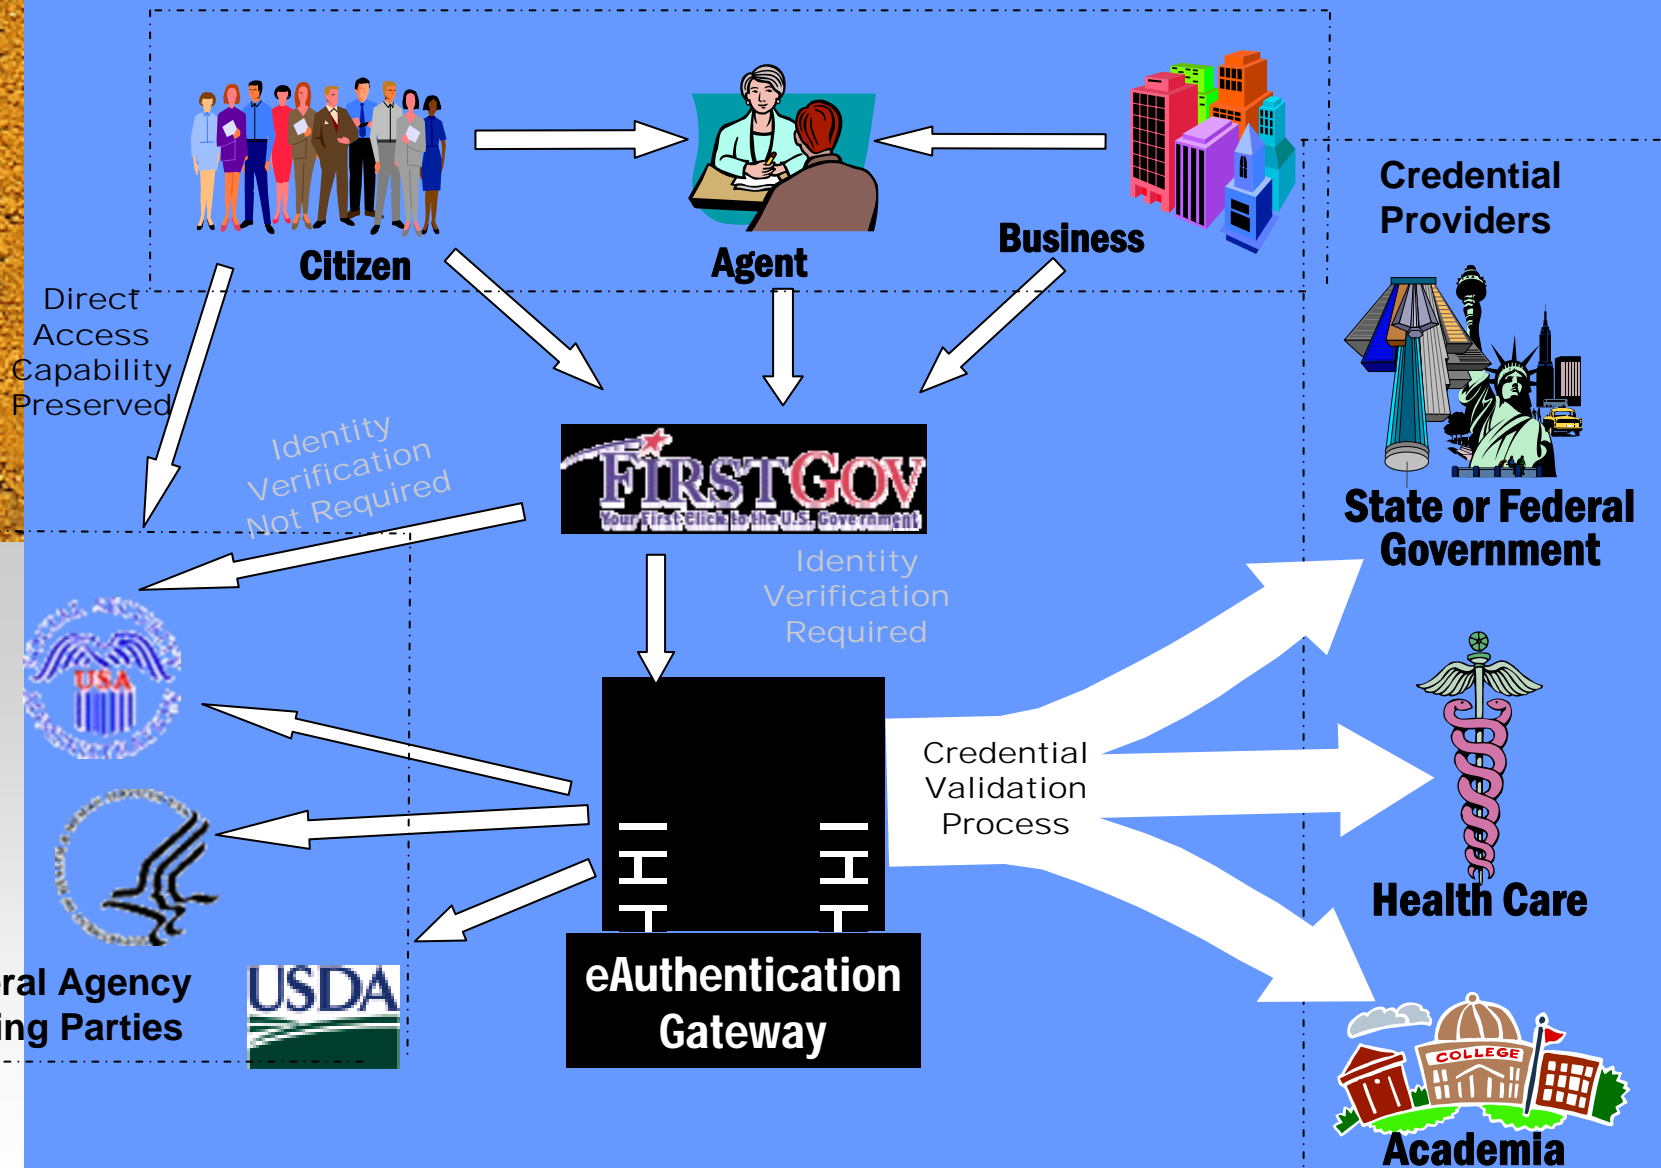 Citizen
Agent
Business
Credential
Providers
Direct
Access
Capability
Preserved
Identity
Verification
Not Required
FIRSTGOV
Your First Click to the U.S. Government
Identity
Verification
Required
State or Federal
Government
USA
Credential
Validation
Process
Health Care
eral Agency
ing Parties
USDA
eAuthentication
Gateway
COLLEGE
Academia